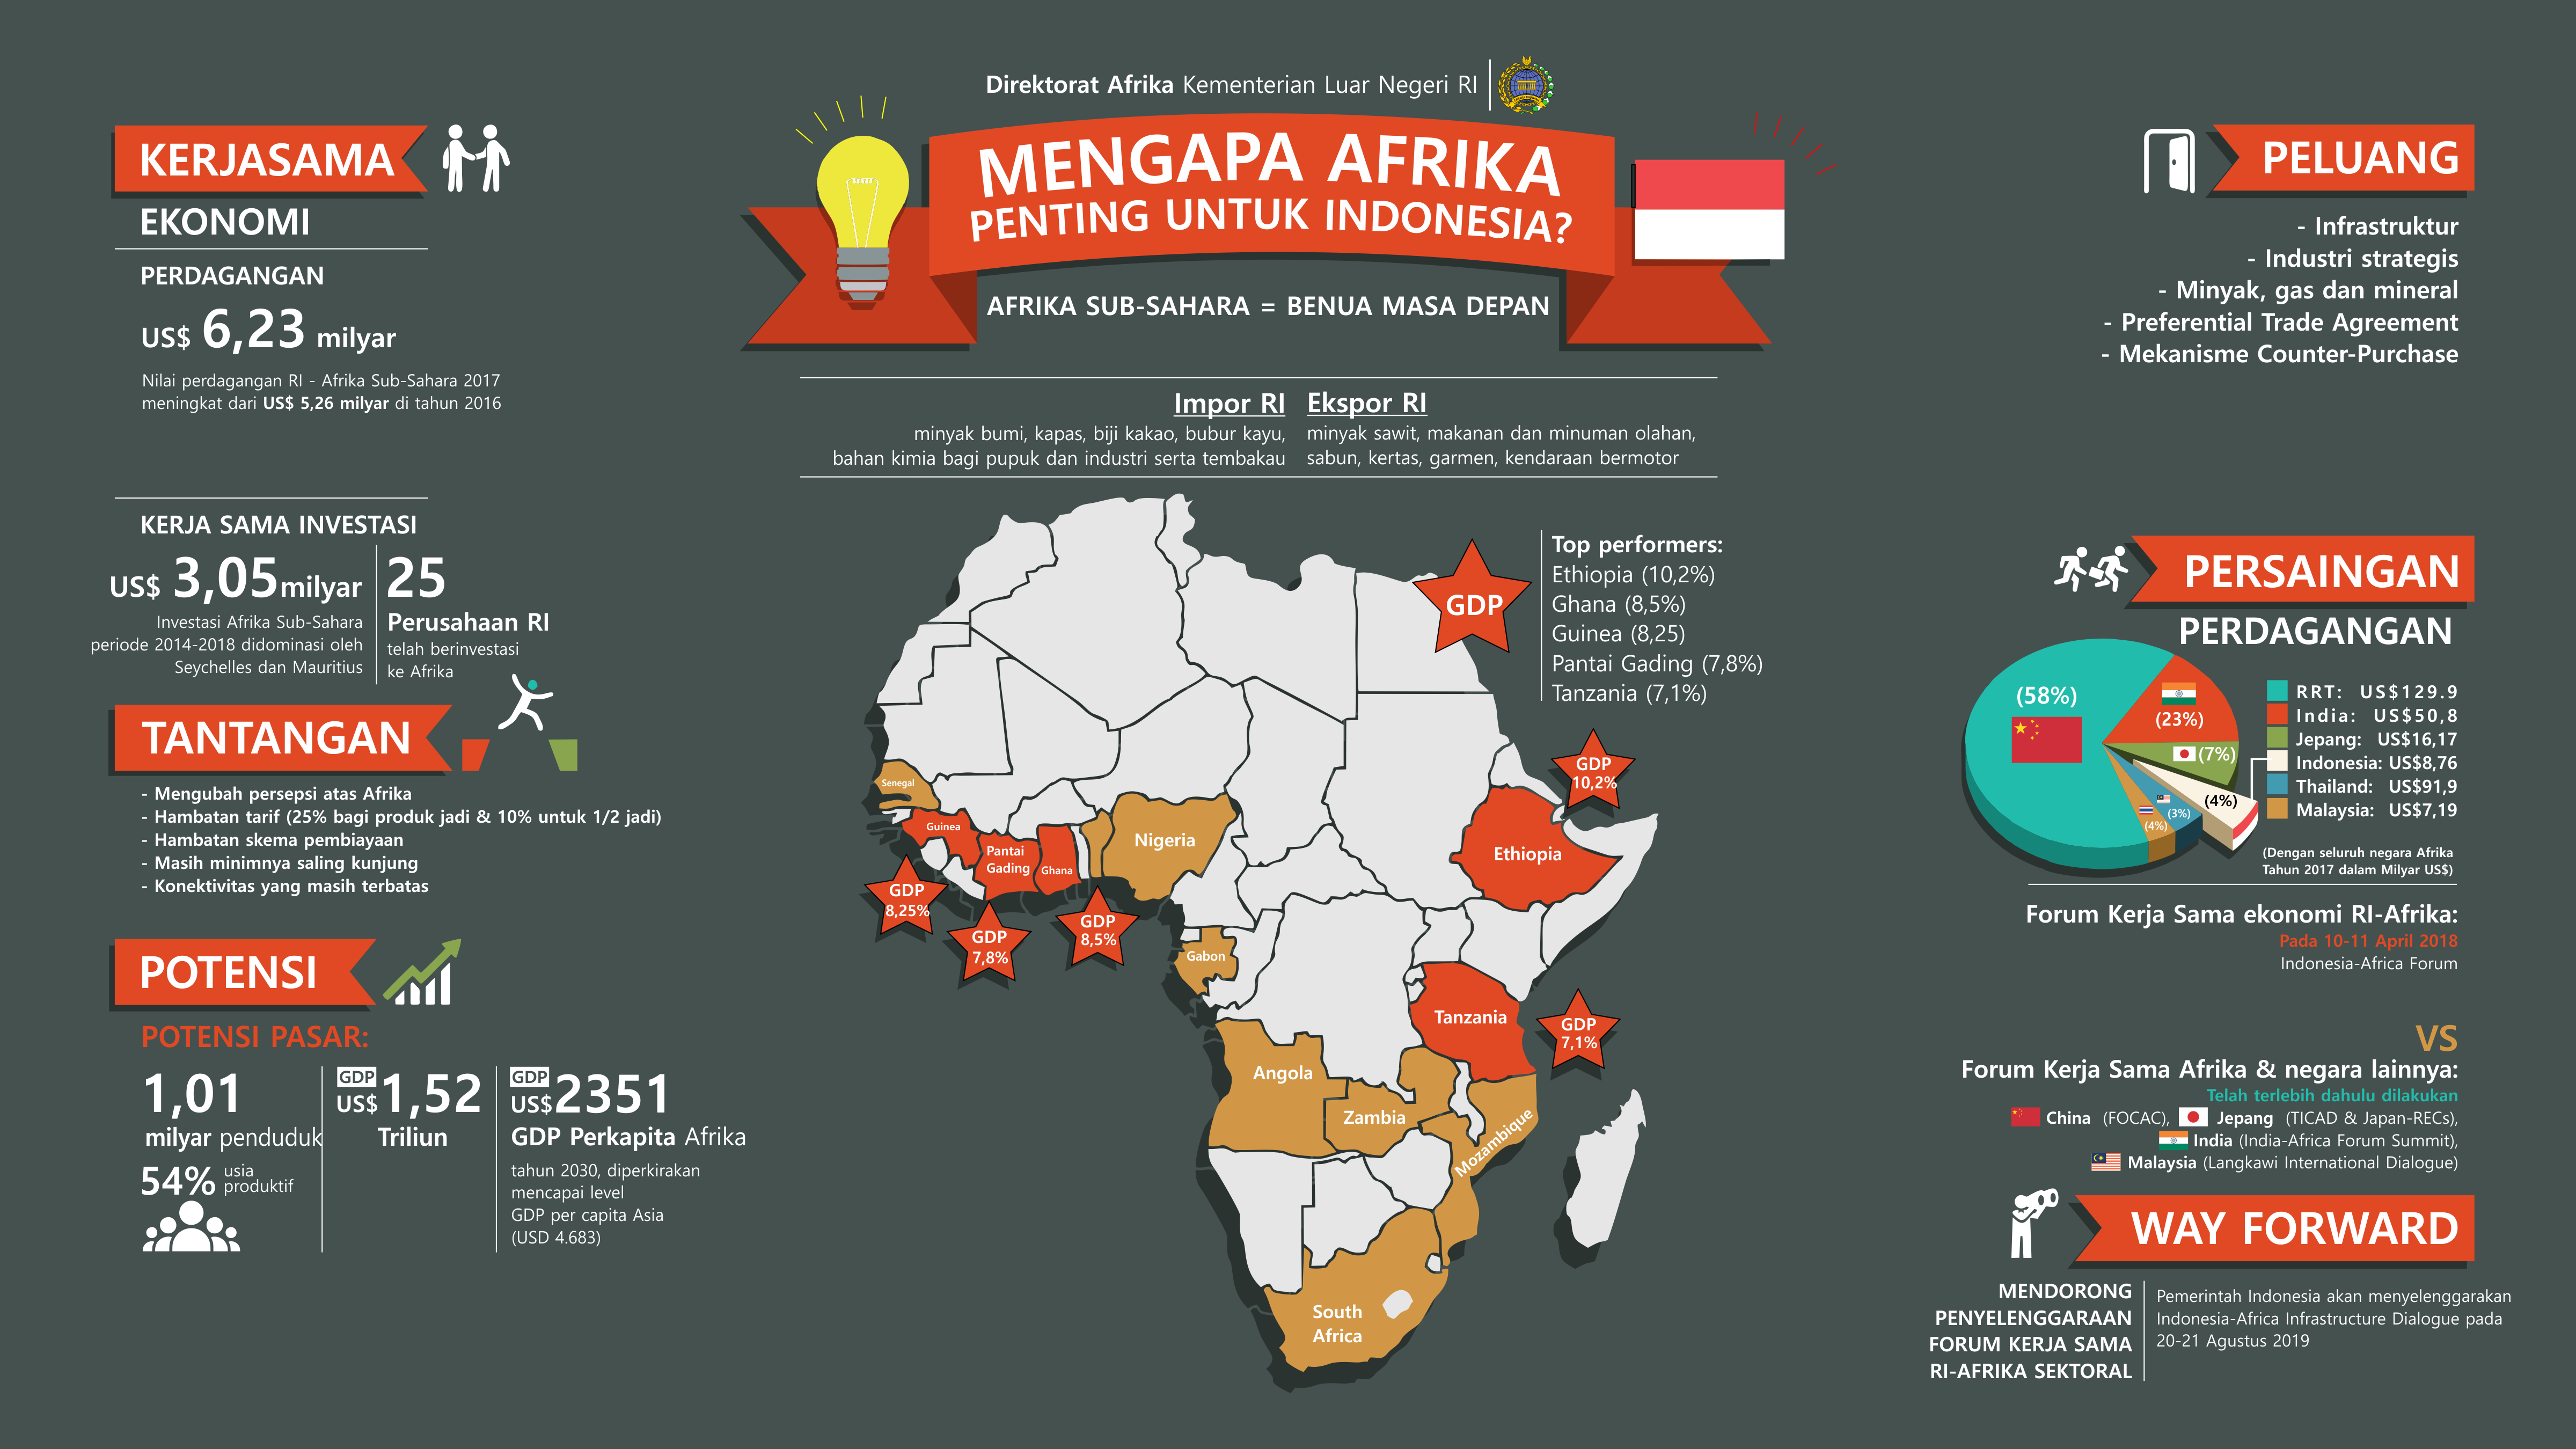 Direktorat Afrika Kementerian Luar Negeri RI
MENGAPA AFRIKA
PENTING UNTUK INDONESIA?
AFRIKA SUB-SAHARA = BENUA MASA DEPAN
KERJASAMA
EKONOMI
PERDAGANGAN
US$ 6,23 milyar
Nilai perdagangan RI - Afrika Sub-Sahara 2017
meningkat dari US$ 5,26 milyar di tahun 2016
KERJA SAMA INVESTASI
US$ 3,05milyar
Investasi Afrika Sub-Sahara
periode 2014-2018 didominasi oleh
Seychelles dan Mauritius
25
Perusahaan RI
telah berinvestasi
ke Afrika
TANTANGAN
- Mengubah persepsi atas Afrika
- Hambatan tarif (25% bagi produk jadi & 10% untuk 1/2 jadi)
- Hambatan skema pembiayaan
- Masih minimnya saling kunjung
- Konektivitas yang masih terbatas
POTENSI
POTENSI PASAR:
1,01
milyar penduduk
54% usia
produktif
GDP
US$1,52
Triliun
GDP
US$2351
GDP Perkapita Afrika
tahun 2030, diperkirakan
mencapai level
GDP per capita Asia
(USD 4.683)
Impor RI
minyak bumi, kapas, biji kakao, bubur kayu,
bahan kimia bagi pupuk dan industri serta tembakau
Ekspor RI
minyak sawit, makanan dan minuman olahan,
sabun, kertas, garmen, kendaraan bermotor
GDP
Top performers:
Ethiopia (10,2%)
Ghana (8,5%)
Guinea (8,25)
Pantai Gading (7,8%)
Tanzania (7,1%)
GDP
10,2%
Senegal
Guinea
Pantai
Gading
Ghana
Nigeria
Ethiopia
GDP
8,25%
GDP
7,8%
GDP
8,5%
Gabon
Tanzania
GDP
7,1%
Angola
Zambia
Mozambique
South
Africa
PELUANG
- Infrastruktur
- Industri strategis
- Minyak, gas dan mineral
- Preferential Trade Agreement
- Mekanisme Counter-Purchase
PERSAINGAN
PERDAGANGAN
(58%)
(23%)
(7%)
(4%)
(3%)
(4%)
RRT: US$129.9
India: US$50,8
Jepang: US$16,17
Indonesia: US$8,76
Thailand: US$91,9
Malaysia: US$7,19
(Dengan seluruh negara Afrika
Tahun 2017 dalam Milyar US$)
Forum Kerja Sama ekonomi RI-Afrika:
Pada 10-11 April 2018
Indonesia-Africa Forum
VS
Forum Kerja Sama Afrika & negara lainnya:
Telah terlebih dahulu dilakukan
China (FOCAC), Jepang (TICAD & Japan-RECs),
India (India-Africa Forum Summit),
Malaysia (Langkawi International Dialogue)
WAY FORWARD
MENDORONG
PENYELENGGARAAN
FORUM KERJA SAMA
RI-AFRIKA SEKTORAL
Pemerintah Indonesia akan menyelenggarakan
Indonesia-Africa Infrastructure Dialogue pada
20-21 Agustus 2019